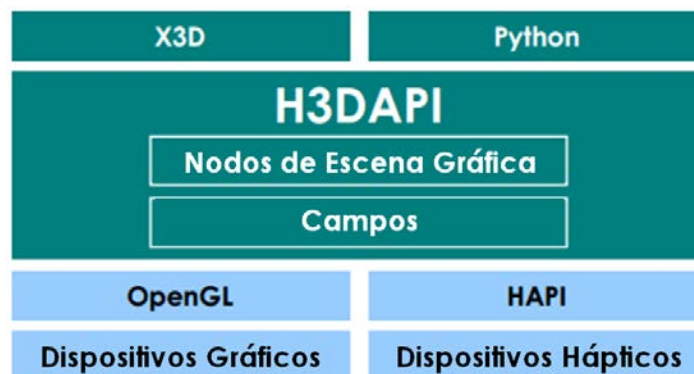 X3D
Python
H3DAPI
Nodos de Escena Gráfica
Campos
OpenGL
HAPI
Dispositivos Gráficos
Dispositivos Hápticos